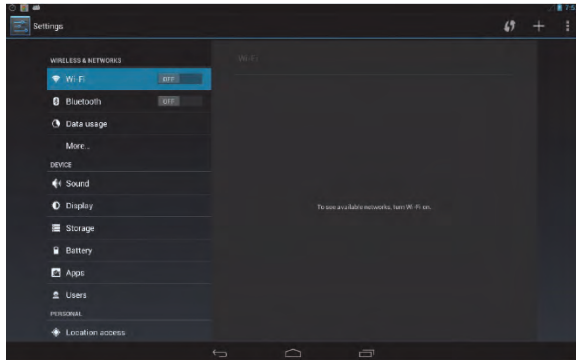 Settings
WIRELESS & NETWORKS
Wi-Fi
OFF
Bluetooth
OFF
Data usage
More...
DEVICE
Sound
Display
Storage
Battery
Apps
Users
PERSONAL
Location access
Wi-Fi
To see available networks, turn Wi-Fi on.